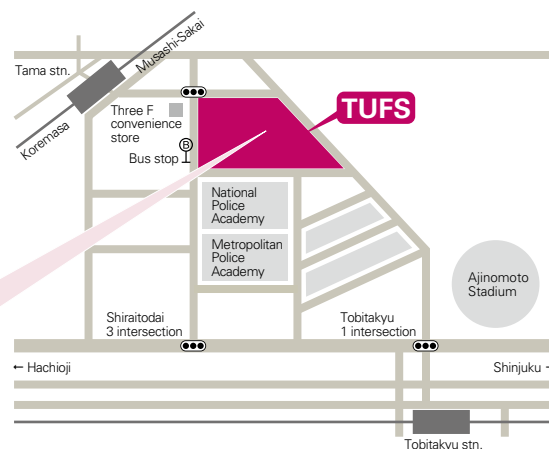 Musashi-Sakai
Tama stn.
Koremasa
Three F
convenience
store
TUFS
B
Bus stop
National
Police
Academy
Metropolitan
Police
Academy
Ajinomoto
Stadium
Shiraitodai
3 intersection
Tobitakyu
1 intersection
← Hachioji
Shinjuku
Tobitakyu stn.